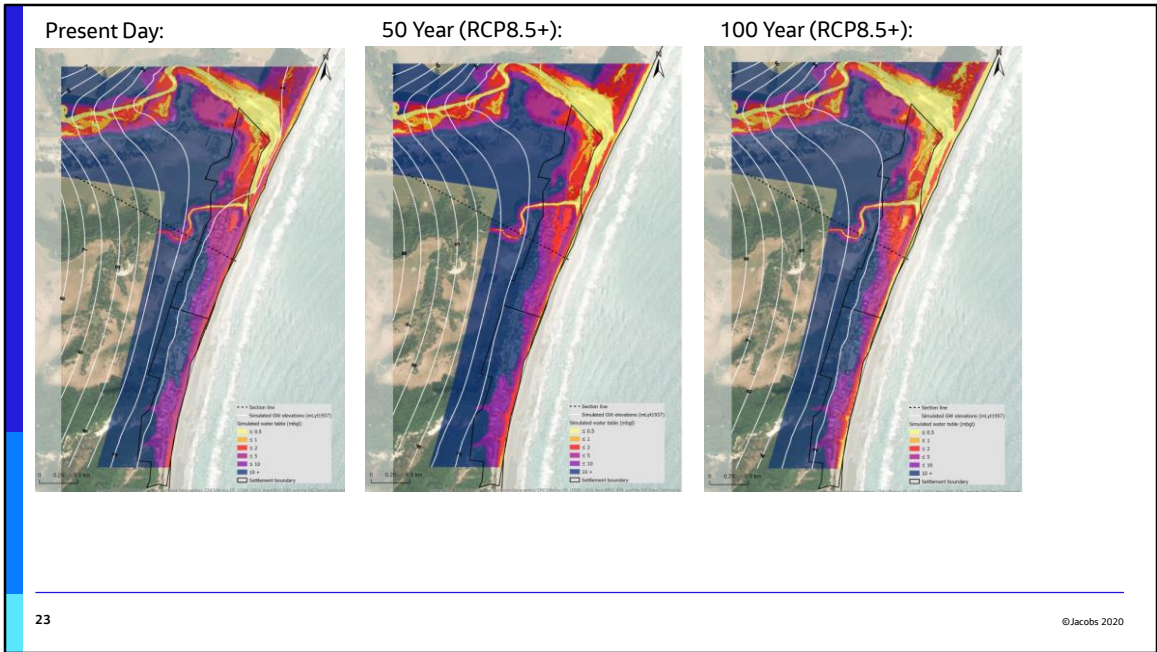 Present Day:
50 Year (RCP8.5+):
100 Year (RCP8.5+):
N
N
N
Section line
Simulated GW elevations (mLyt1937)
Simulated water table (mbgl)
≤ 0.5
≤ 1
≤ 2
≤ 5
≤ 10
10 +
Settlement boundary
Section line
Simulated GW elevations (mLyt1937)
Simulated water table (mbgl)
≤ 0.5
≤ 1
≤ 2
≤ 5
≤ 10
10 +
Settlement boundary
Section line
Simulated GW elevations (mLyt1937)
Simulated water table (mbgl)
≤ 0.5
≤ 1
≤ 2
≤ 5
≤ 10
10 +
Settlement boundary
23
©Jacobs 2020